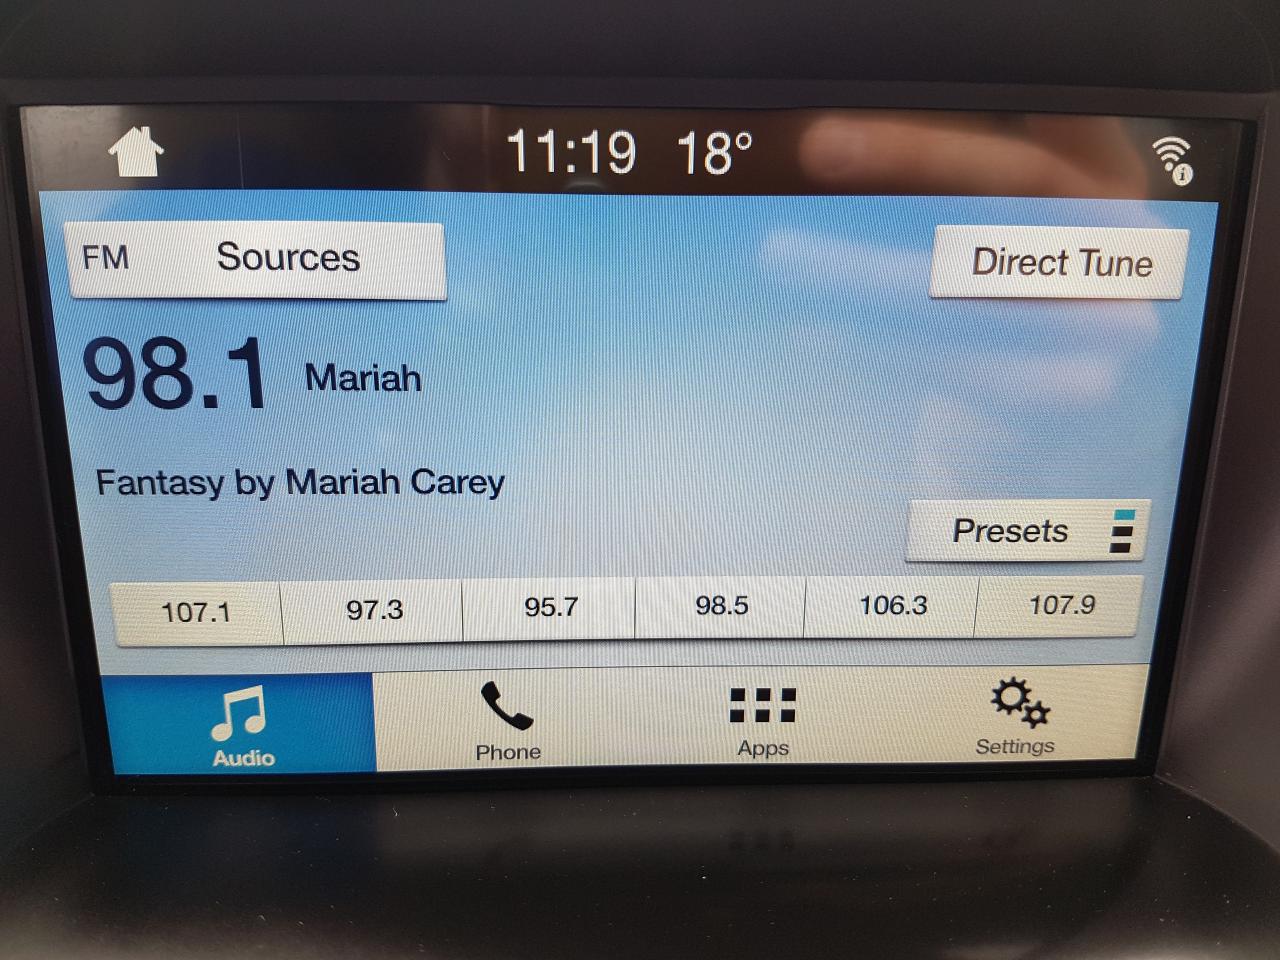 11:19 18°
FM Sources
Direct Tune
98.1 Mariah
Fantasy by Mariah Carey
Presets
107.1 97.3 95.7 98.5 106.3 107.9
Audio Phone Apps Settings